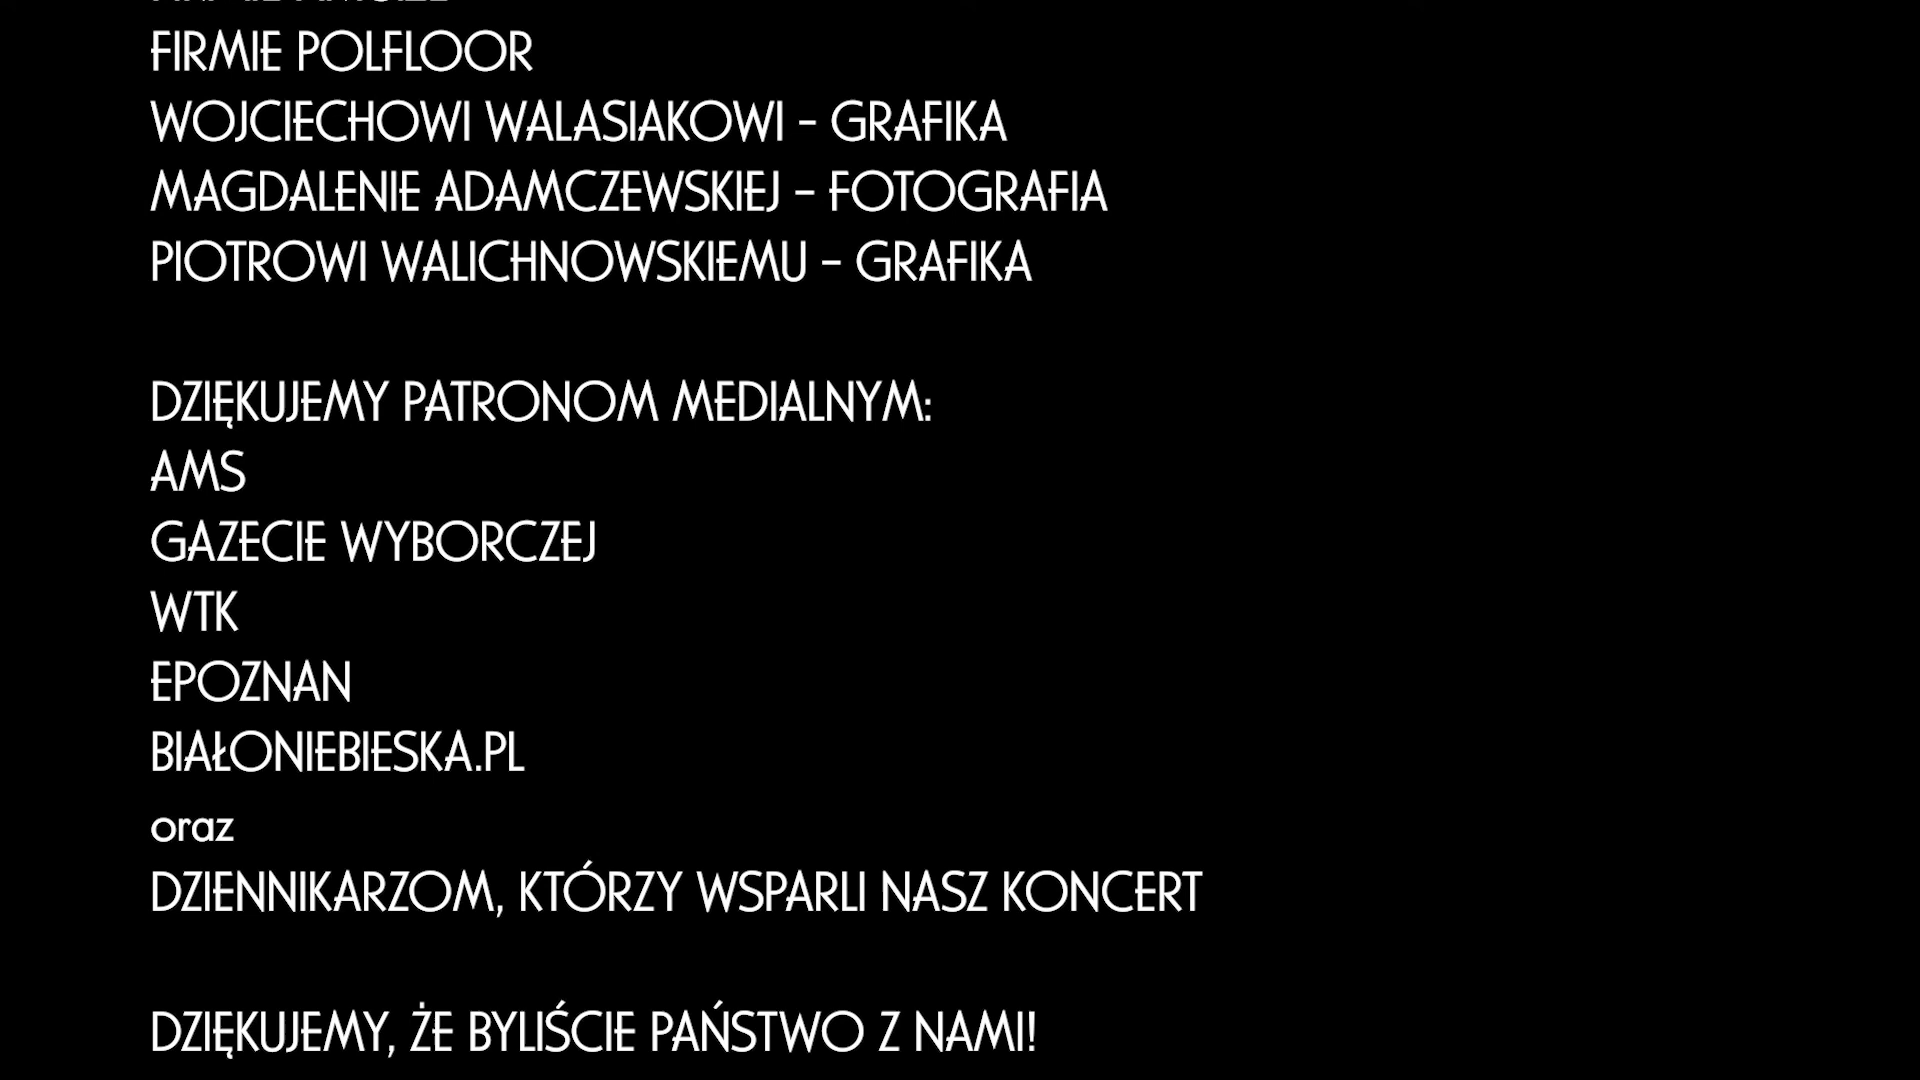 FIRMIE POLFLOOR
WOJCIECHOWI WALASIAKOWI – GRAFIKA
MAGDALENIE ADAMCZEWSKIEJ – FOTOGRAFIA
PIOTROWI WALICHNOWSKIEMU – GRAFIKA
DZIĘKUJEMY PATRONOM MEDIALNYM:
AMS
GAZECIE WYBORCZEJ
WTK
EPOZNAN
BIAŁONIEBIESKA.PL
oraz
DZIENNIKARZOM, KTÓRZY WSPARLI NASZ KONCERT
DZIĘKUJEMY, ŻE BYLIŚCIE PAŃSTWO Z NAMI!